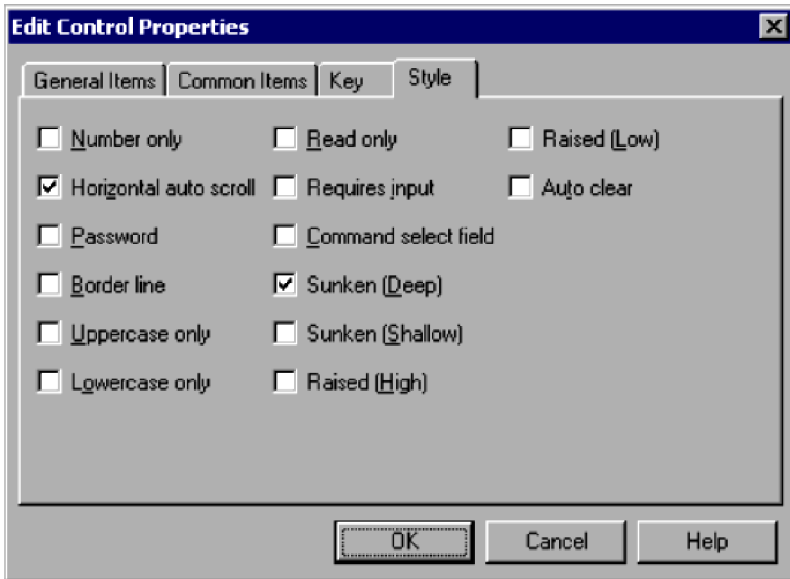 Edit Control Properties
General Items Common Items Key Style
Number only Read only Raised (Low)
Horizontal auto scroll Requires input Auto clear
Password Command select field
Border line Sunken (Deep)
Uppercase only Sunken (Shallow)
Lowercase only Raised (High)
OK Cancel Help